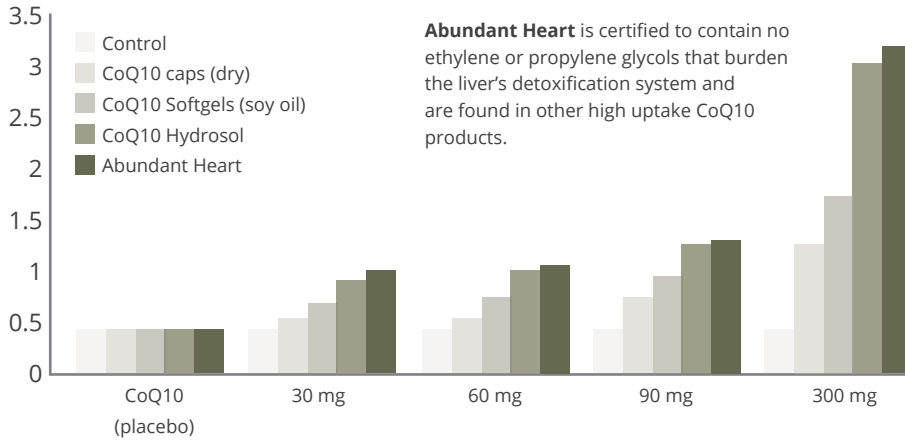 3.5
3
2.5
2
1.5
1
0.5
0
Control
CoQ10 caps (dry)
CoQ10 Softgels (soy oil)
CoQ10 Hydrosol
Abundant Heart
Abundant Heart is certified to contain no
ethylene or propylene glycols that burden
the liver’s detoxification system and
are found in other high uptake CoQ10
products.
CoQ10
(placebo)
30 mg
60 mg
90 mg
300 mg